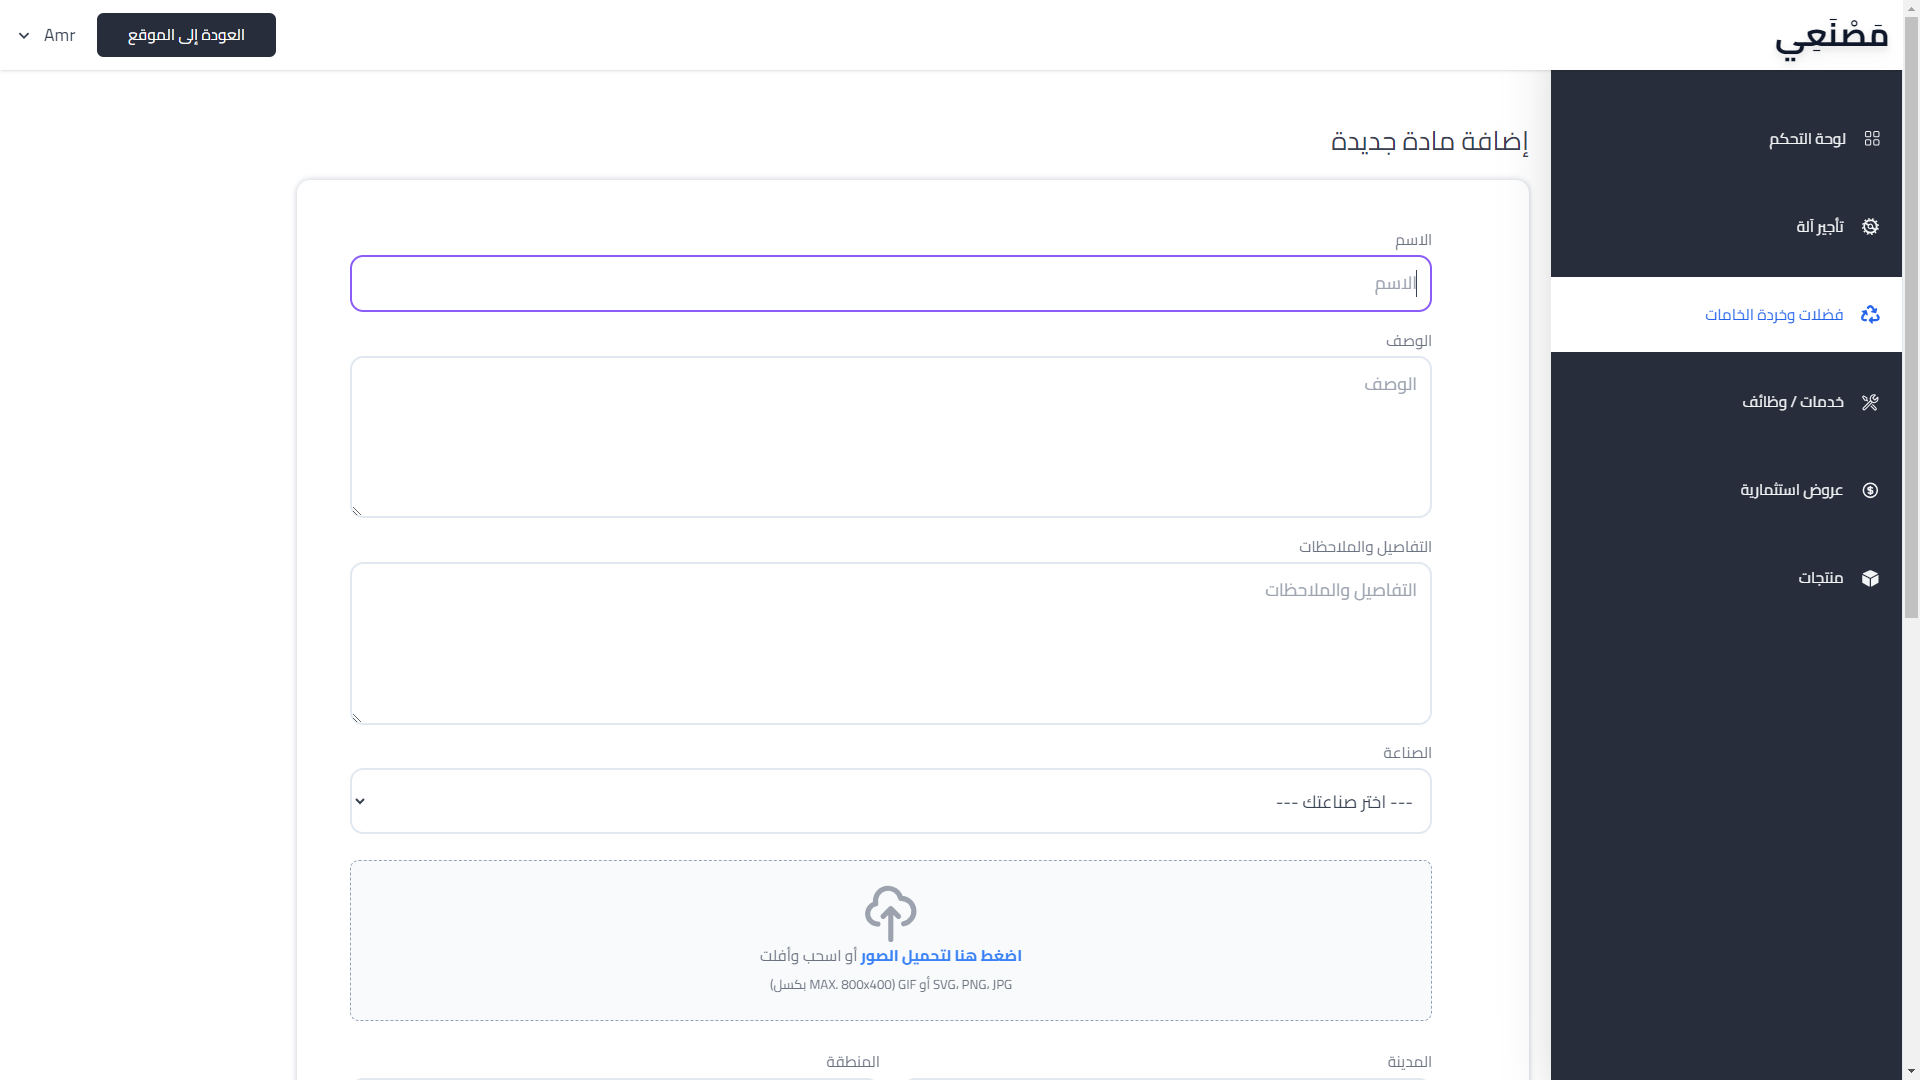 مَصْنَعِي
العودة إلى الموقع
Amr
لوحة التحكم
تأجير آلة
فضلات وخردة الخامات
خدمات / وظائف
عروض استثمارية
منتجات
إضافة مادة جديدة
الاسم
الاسم
الوصف
الوصف
التفاصيل والملاحظات
التفاصيل والملاحظات
الصناعة
--- اختر صناعتك ---
اضغط هنا لتحميل الصور أو اسحب وأفلت
SVG، PNG، JPG أو GIF (MAX. 800x400 بكسل)
المدينة
المنطقة